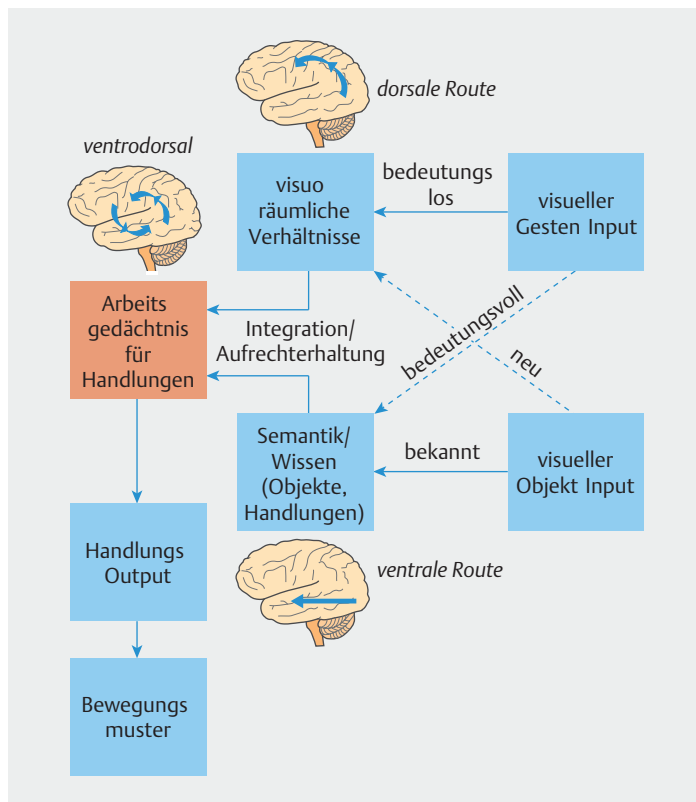 dorsale Route
ventrodorsal
visuo
räumliche
Verhältnisse
bedeutungs
los
visueller
Gesten Input
Arbeits
gedächtnis
für
Handlungen
Integration/
Aufrechterhaltung
bedeutungsvoll
neu
Semantik/
Wissen
(Objekte,
Handlungen)
bekannt
visueller
Objekt Input
Handlungs
Output
ventrale Route
Bewegungs
muster